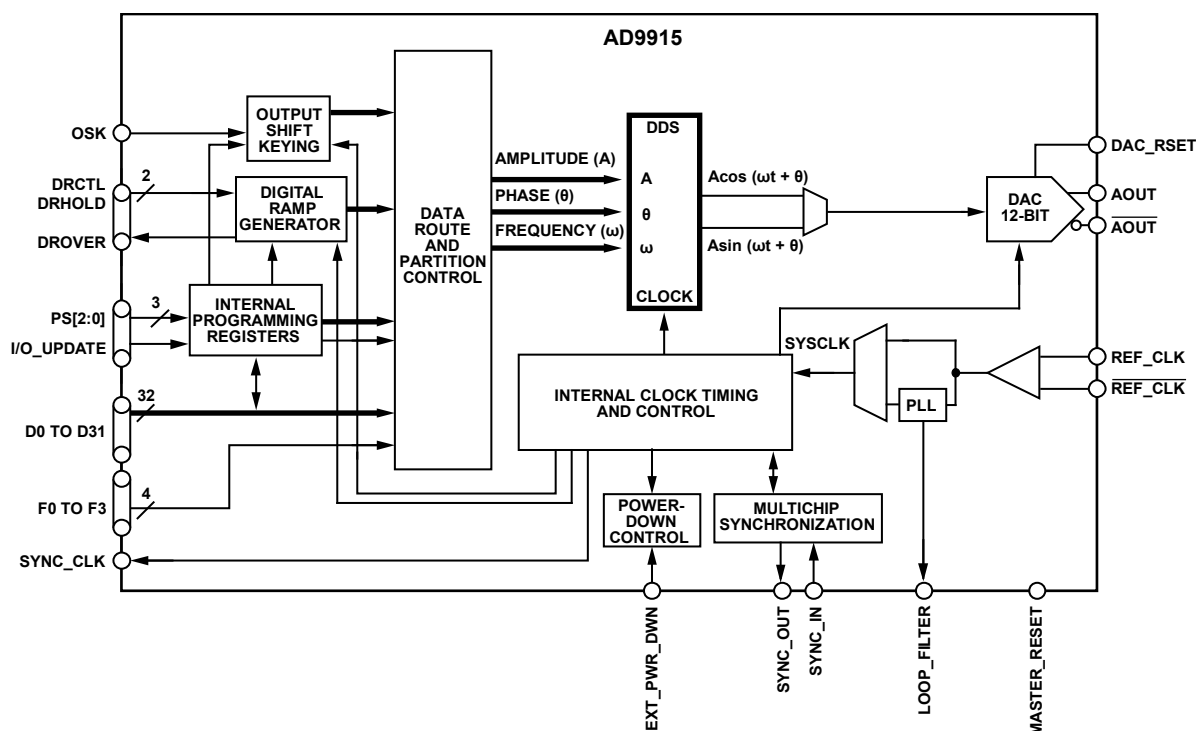 AD9915
OSK
DRCTL
DRHOLD
2
DROVER
PS[2:0]
3
I/O_UPDATE
D0 TO D31
32
F0 TO F3
4
SYNC_CLK
OUTPUT
SHIFT
KEYING
DIGITAL
RAMP
GENERATOR
INTERNAL
PROGRAMMING
REGISTERS
DATA
ROUTE
AND
PARTITION
CONTROL
AMPLITUDE (A)
PHASE (θ)
FREQUENCY (ω)
DDS
A
θ
ω
CLOCK
Acos (ωt + θ)
Asin (ωt + θ)
DAC
12-BIT
DAC_RSET
AOUT
AOUT
SYSCLK
PLL
REF_CLK
REF_CLK
INTERNAL CLOCK TIMING
AND CONTROL
POWER-
DOWN
CONTROL
MULTICHIP
SYNCHRONIZATION
EXT_PWR_DWN
SYNC_OUT
SYNC_IN
LOOP_FILTER
MASTER_RESET